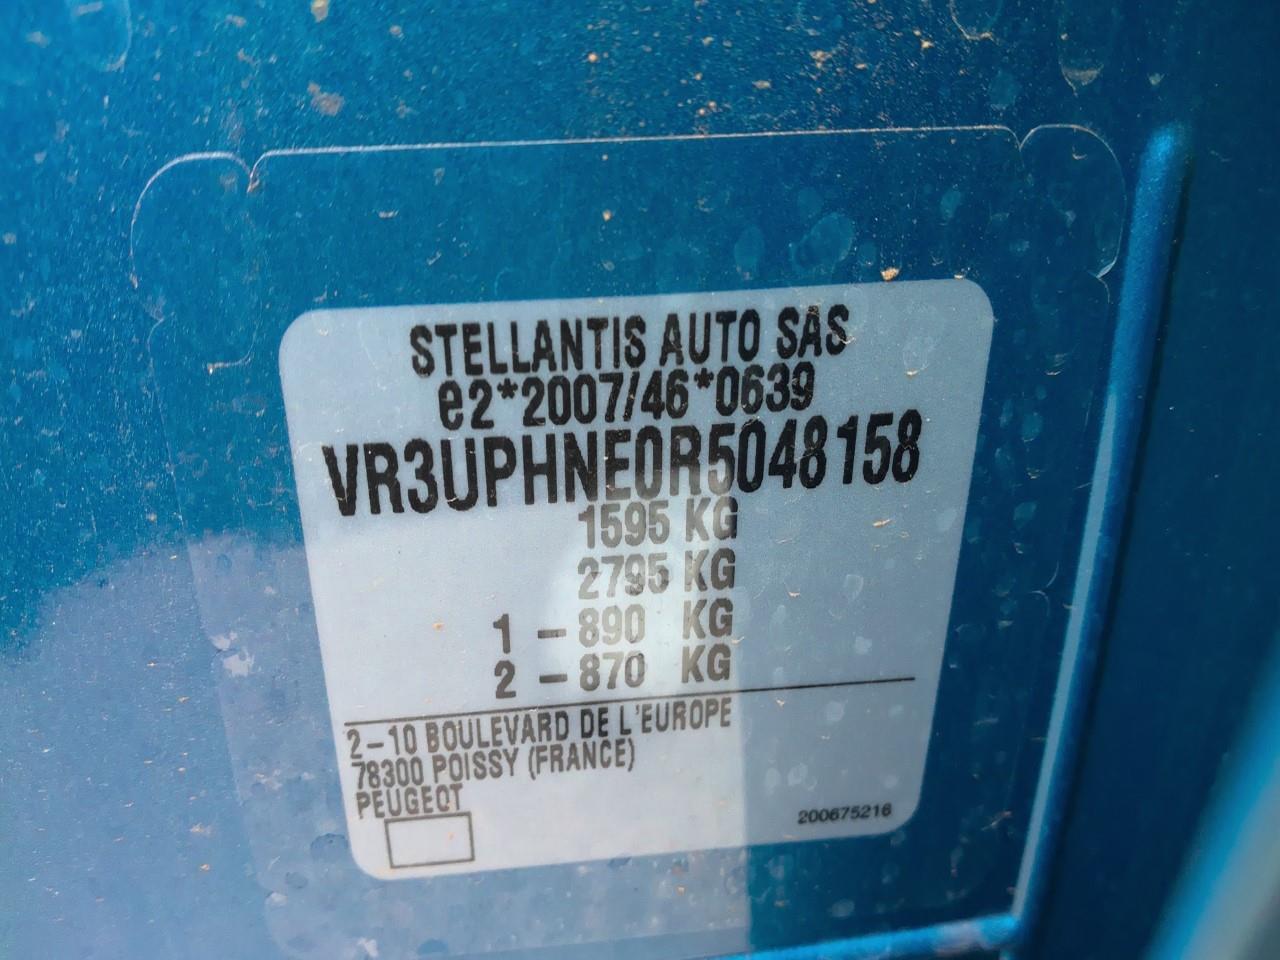 STELLANTIS AUTO SAS
e2*2007/46*0639
VR3UPHNE0R5048158
1595 KG
2795 KG
1 - 890 KG
2 - 870 KG
2-10 BOULEVARD DE L'EUROPE
78300 POISSY (FRANCE)
PEUGEOT
200675216